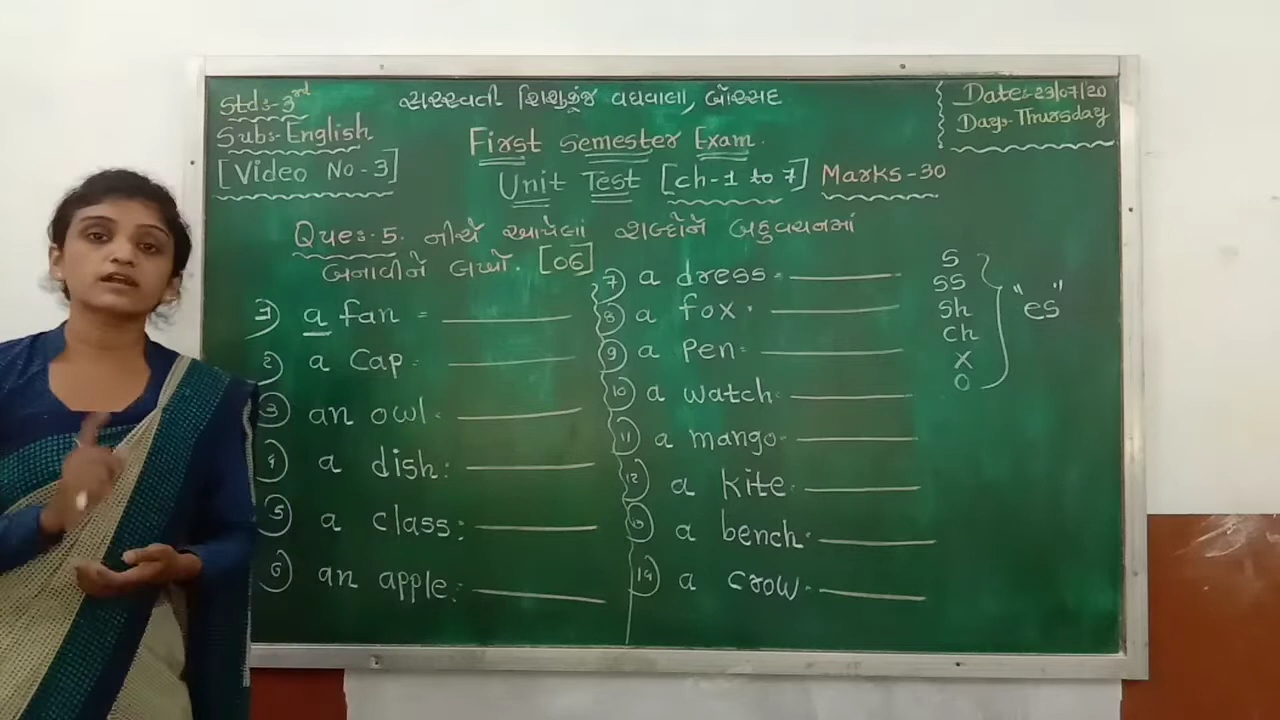 Std:- 3rd
Sub:- English
[Video No - 3]
સરસ્વતી શિશુકુંજ વઘવાલા, બોરસદ
First Semester Exam.
Unit Test [ch-1 to 7] Marks-30
Date:- 23/07/20
Day:- Thursday
Ques:-5. નીચે આપેલાં શબ્દોને બહુવચનમાં
બનાવીને લખો. [06]
1) a fan = ______
2) a Cap- ______
3) an owl- ______
4) a dish: ______
5) a class: ______
6) an apple: ______
7) a dress- ______
8) a fox- ______
9) a Pen- ______
10) a watch- ______
11) a mango- ______
12) a kite- ______
13) a bench- ______
14) a crow- ______
s
ss
sh
ch
x
o
"es"